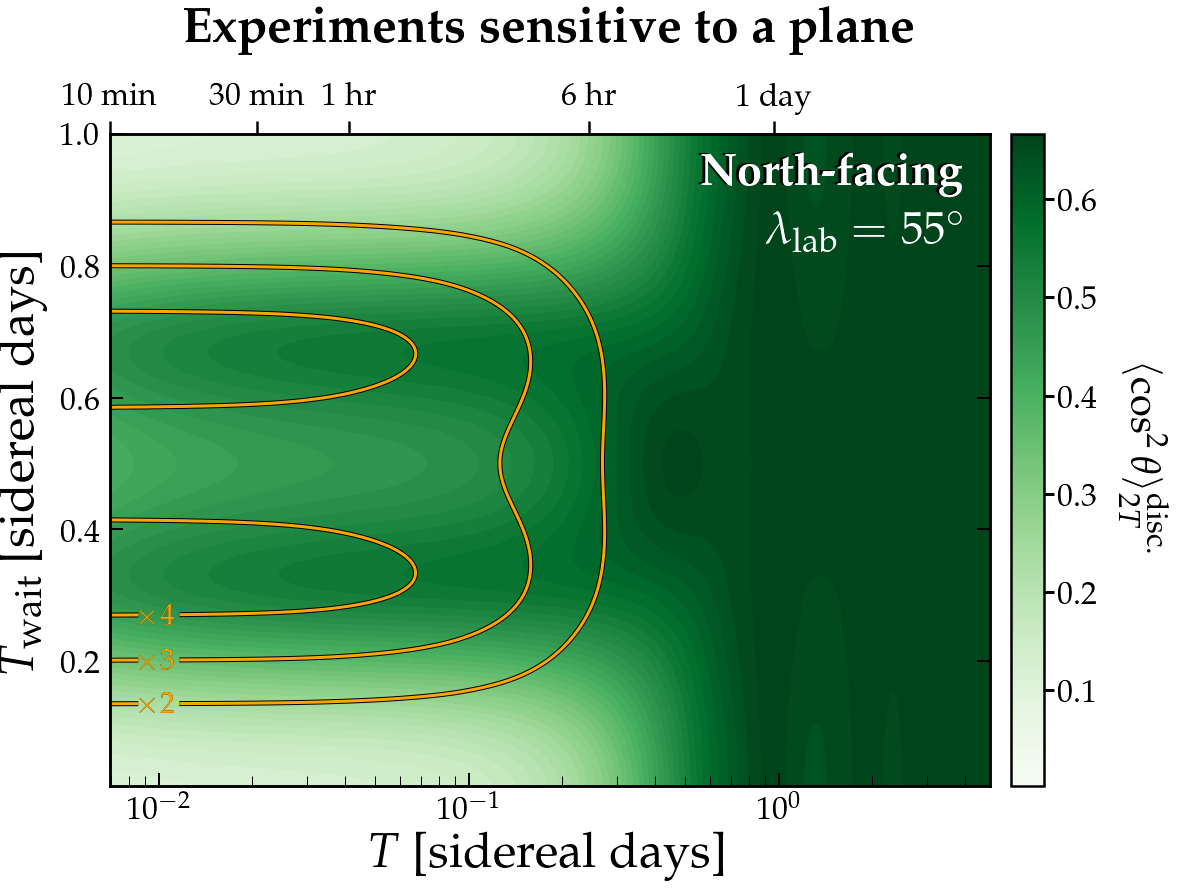 Experiments sensitive to a plane
10 min 30 min 1 hr 6 hr 1 day
North-facing
λ_lab = 55°
1.0
0.8
0.6
0.4
0.2
T_wait [sidereal days]
×4
×3
×2
10⁻² 10⁻¹ 10⁰
T [sidereal days]
0.6
0.5
0.4
0.3
0.2
0.1
⟨cos² θ⟩_{2T}^{disc.}